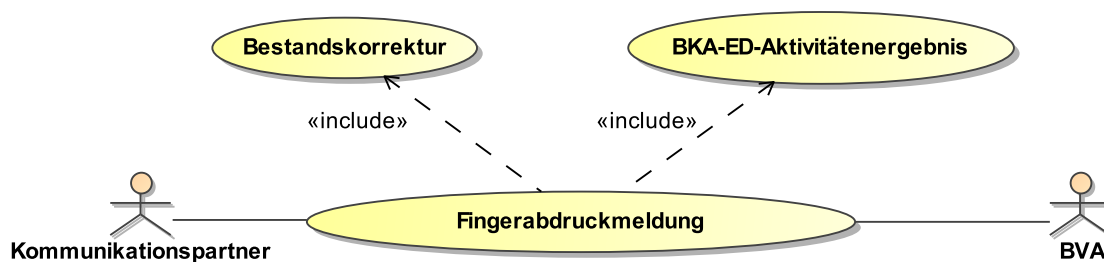 Bestandskorrektur
BKA-ED-Aktivitätenergebnis
«include»
«include»
Fingerabdruckmeldung
Kommunikationspartner
BVA